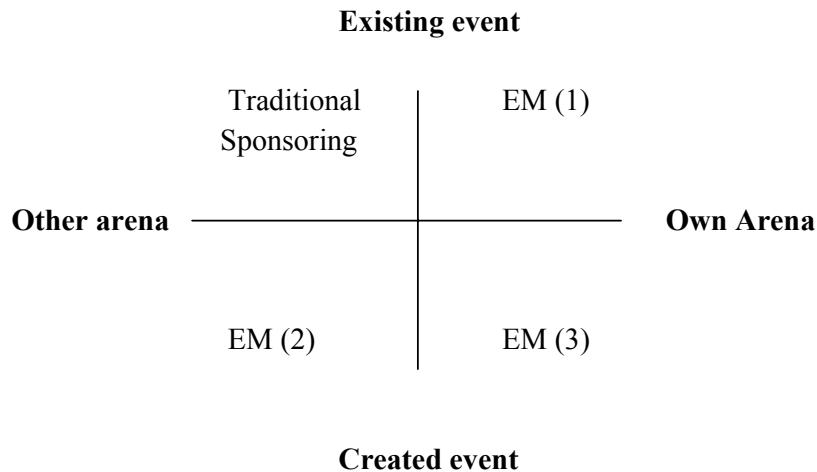 Existing event
Traditional
EM (1)
Sponsoring
Other arena
Own Arena
EM (2)
EM (3)
Created event